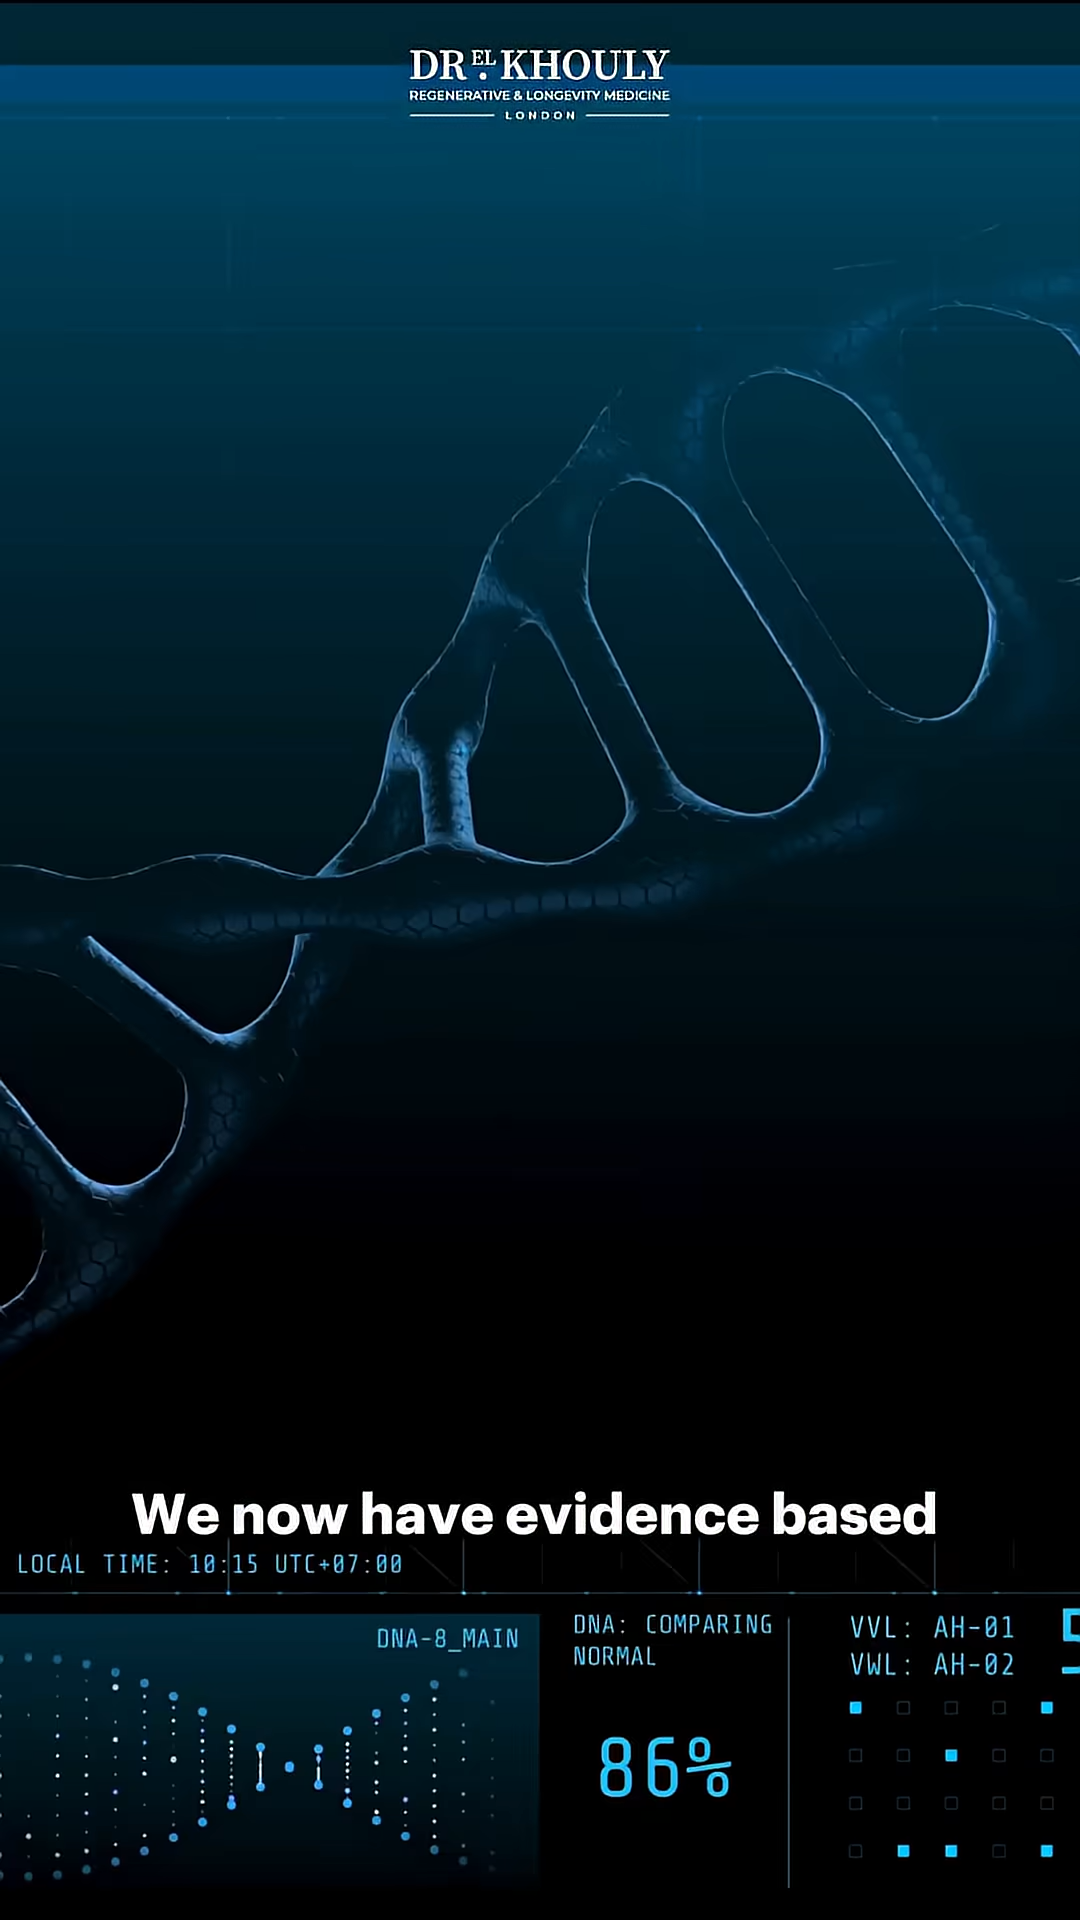 DR. EL KHOULY
REGENERATIVE & LONGEVITY MEDICINE
LONDON
We now have evidence based
LOCAL TIME: 10:15 UTC+07:00
DNA-8_MAIN
DNA: COMPARING
NORMAL
86%
VVL: AH-01
VWL: AH-02